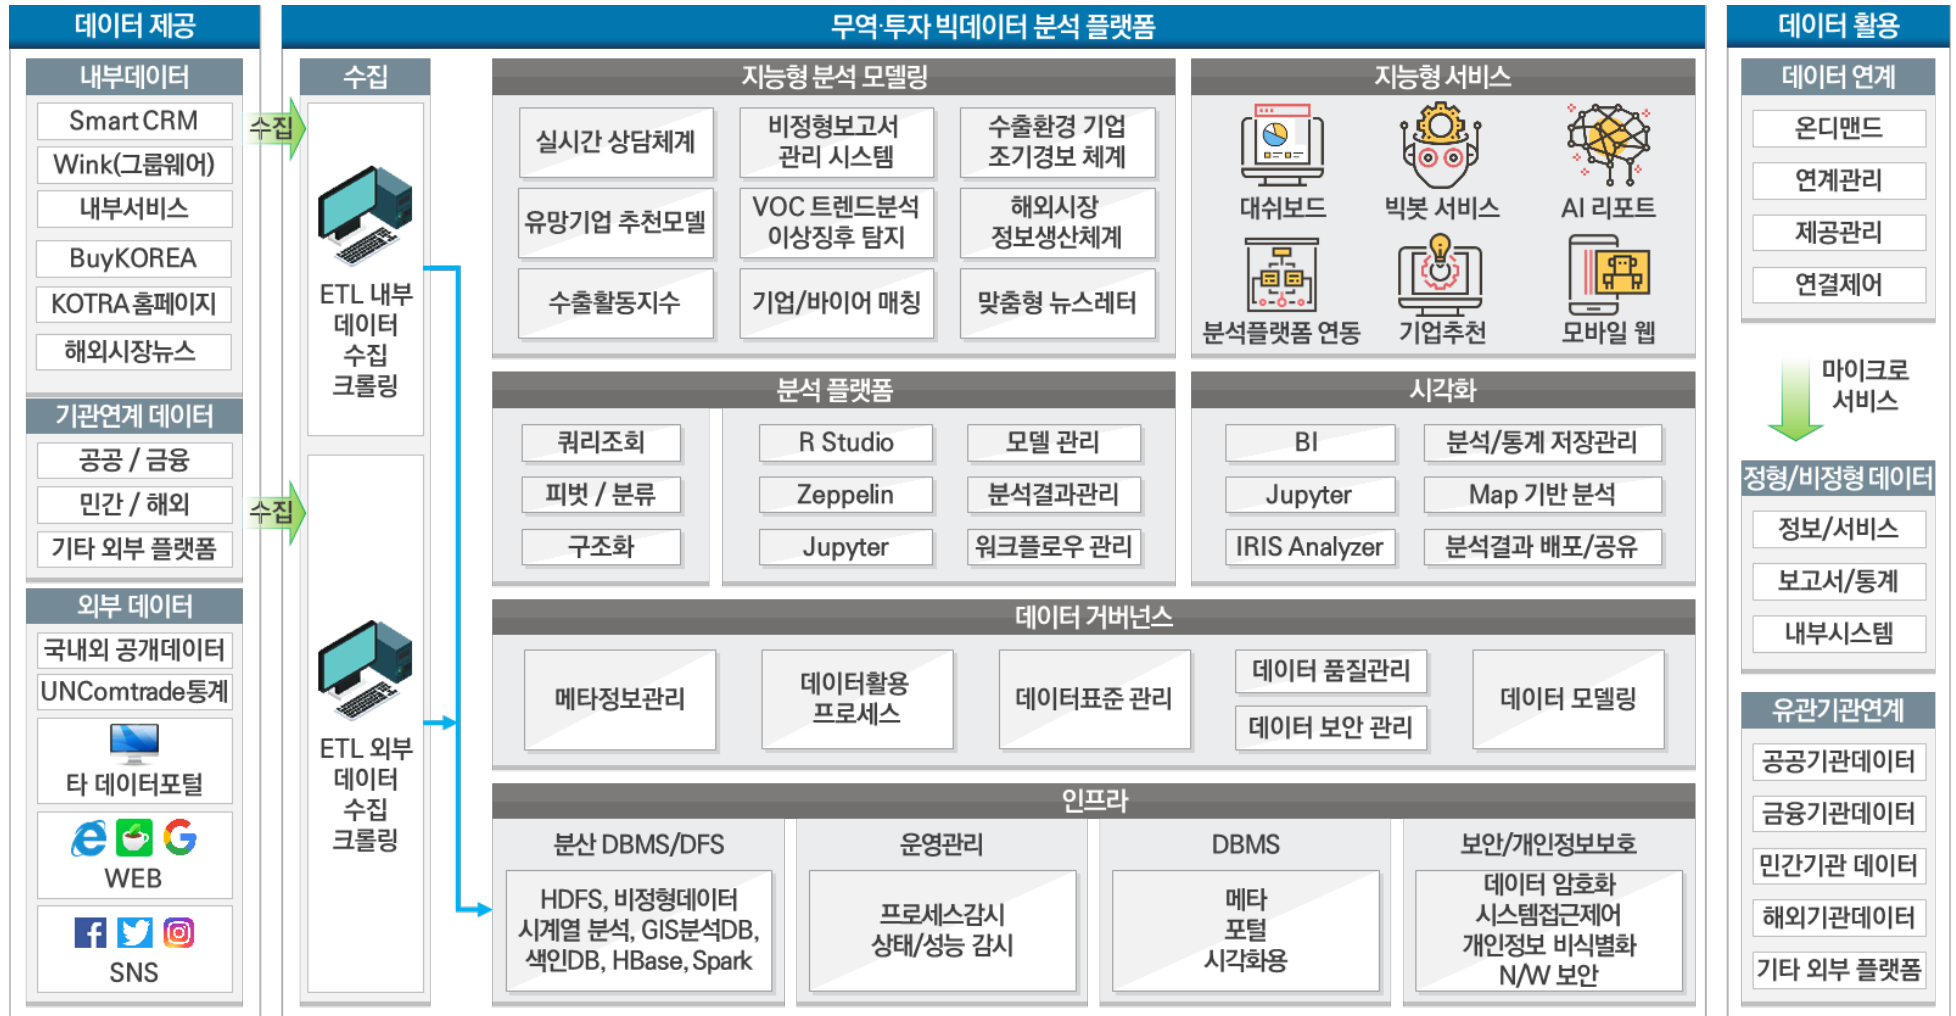 데이터 제공
내부데이터
Smart CRM
Wink(그룹웨어)
내부서비스
BuyKOREA
KOTRA 홈페이지
해외시장뉴스
기관연계 데이터
공공 / 금융
민간 / 해외
기타 외부 플랫폼
외부 데이터
국내외 공개데이터
UNComtrade통계
타 데이터포털
WEB
SNS
수집
수집
무역·투자 빅데이터 분석 플랫폼
수집
ETL 내부
데이터
수집
크롤링
ETL 외부
데이터
수집
크롤링
지능형 분석 모델링
실시간 상담체계
비정형보고서
관리 시스템
수출환경 기업
조기경보 체계
유망기업 추천모델
VOC 트렌드분석
이상징후 탐지
해외시장
정보생산체계
수출활동지수
기업/바이어 매칭
맞춤형 뉴스레터
지능형 서비스
대쉬보드
빅봇 서비스
AI 리포트
분석플랫폼 연동
기업추천
모바일 웹
분석 플랫폼
쿼리조회
R Studio
모델 관리
피벗 / 분류
Zeppelin
분석결과관리
구조화
Jupyter
워크플로우 관리
시각화
BI
분석/통계 저장관리
Jupyter
Map 기반 분석
IRIS Analyzer
분석결과 배포/공유
데이터 거버넌스
메타정보관리
데이터활용
프로세스
데이터표준 관리
데이터 품질관리
데이터 보안 관리
데이터 모델링
인프라
분산 DBMS/DFS
HDFS, 비정형데이터
시계열 분석, GIS분석DB,
색인DB, HBase, Spark
운영관리
프로세스감시
상태/성능 감시
DBMS
메타
포털
시각화용
보안/개인정보보호
데이터 암호화
시스템접근제어
개인정보 비식별화
N/W 보안
데이터 활용
데이터 연계
온디맨드
연계관리
제공관리
연결제어
마이크로
서비스
정형/비정형 데이터
정보/서비스
보고서/통계
내부시스템
유관기관연계
공공기관데이터
금융기관데이터
민간기관 데이터
해외기관데이터
기타 외부 플랫폼